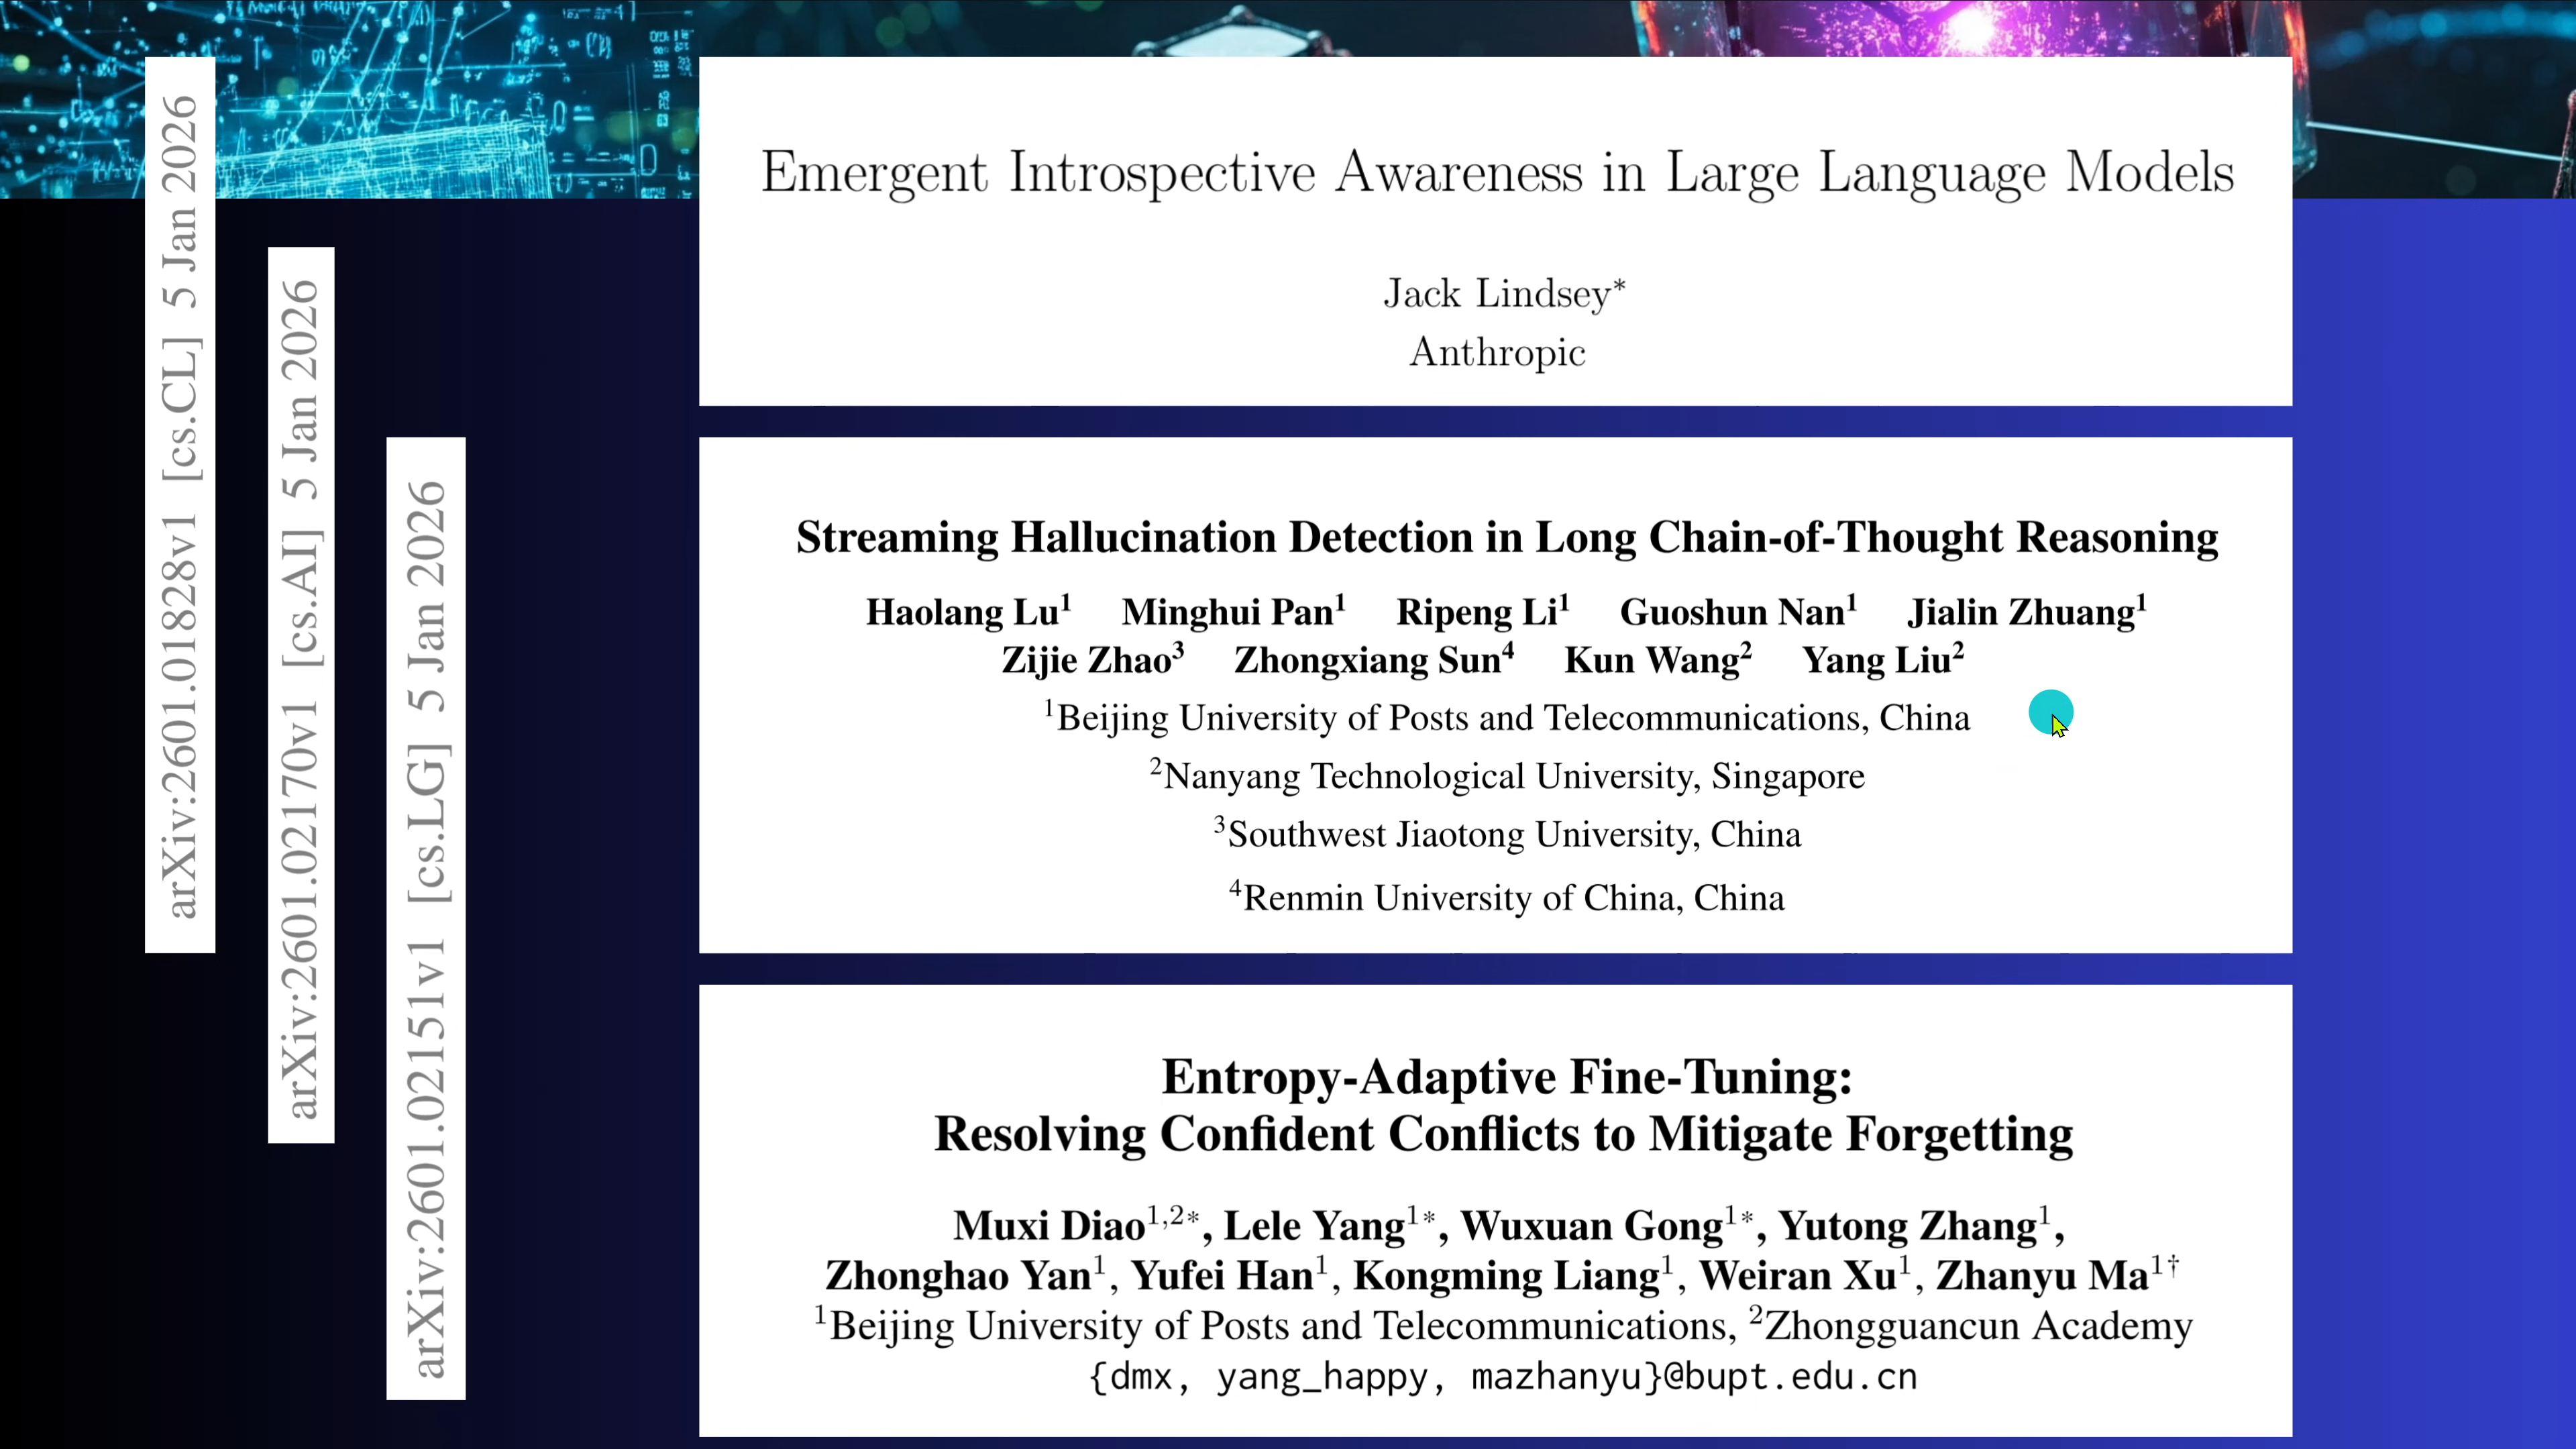 arXiv:2601.01828v1 [cs.CL] 5 Jan 2026
arXiv:2601.02170v1 [cs.AI] 5 Jan 2026
arXiv:2601.02151v1 [cs.LG] 5 Jan 2026
Emergent Introspective Awareness in Large Language Models
Jack Lindsey*
Anthropic
Streaming Hallucination Detection in Long Chain-of-Thought Reasoning
Haolang Lu¹ Minghui Pan¹ Ripeng Li¹ Guoshun Nan¹ Jialin Zhuang¹
Zijie Zhao³ Zhongxiang Sun⁴ Kun Wang² Yang Liu²
¹Beijing University of Posts and Telecommunications, China
²Nanyang Technological University, Singapore
³Southwest Jiaotong University, China
⁴Renmin University of China, China
Entropy-Adaptive Fine-Tuning:
Resolving Confident Conflicts to Mitigate Forgetting
Muxi Diao¹,²*, Lele Yang¹*, Wuxuan Gong¹*, Yutong Zhang¹,
Zhonghao Yan¹, Yufei Han¹, Kongming Liang¹, Weiran Xu¹, Zhanyu Ma¹†
¹Beijing University of Posts and Telecommunications, ²Zhongguancun Academy
{dmx, yang_happy, mazhanyu}@bupt.edu.cn